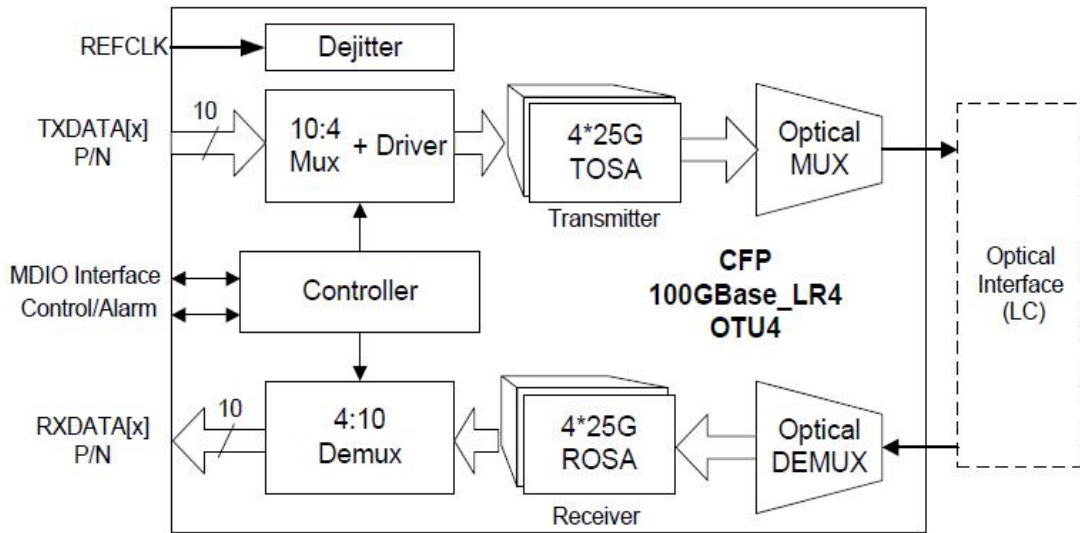 REFCLK
Dejitter
TXDATA[x]
P/N
10
10:4
Mux
+ Driver
4*25G
TOSA
Transmitter
Optical
MUX
MDIO Interface
Control/Alarm
Controller
CFP
100GBase_LR4
OTU4
Optical
Interface
(LC)
RXDATA[x]
P/N
10
4:10
Demux
4*25G
ROSA
Receiver
Optical
DEMUX